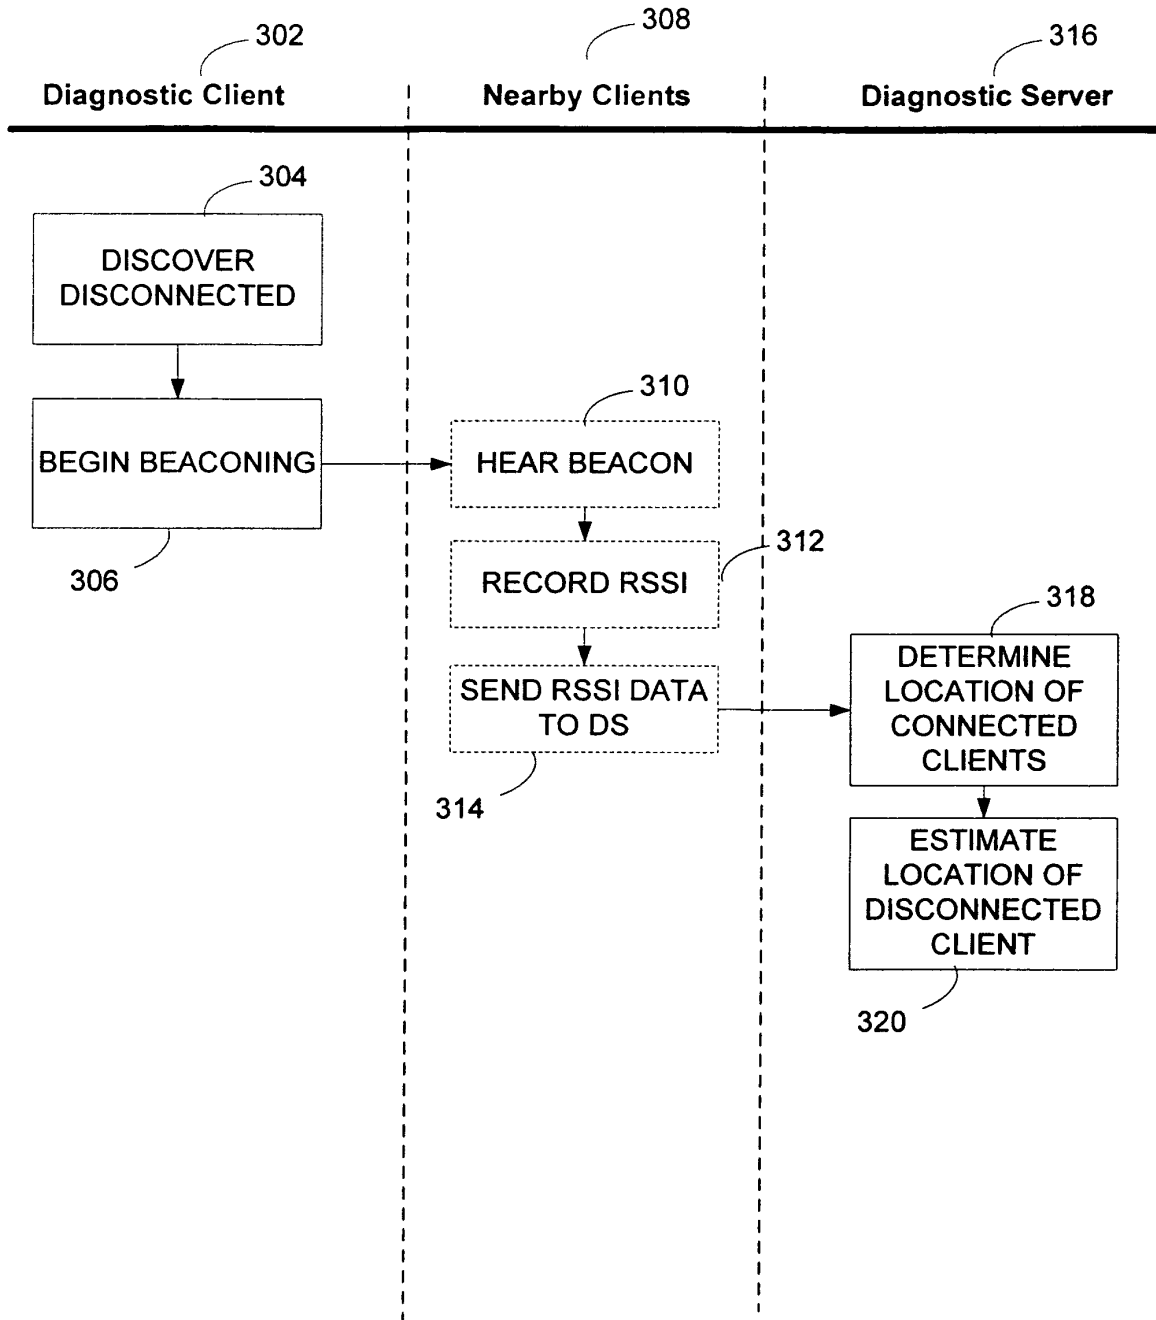 302
308
316
Diagnostic Client
Nearby Clients
Diagnostic Server
304
DISCOVER
DISCONNECTED
310
BEGIN BEACONING
HEAR BEACON
306
312
RECORD RSSI
318
SEND RSSI DATA
TO DS
314
DETERMINE
LOCATION OF
CONNECTED
CLIENTS
ESTIMATE
LOCATION OF
DISCONNECTED
CLIENT
320